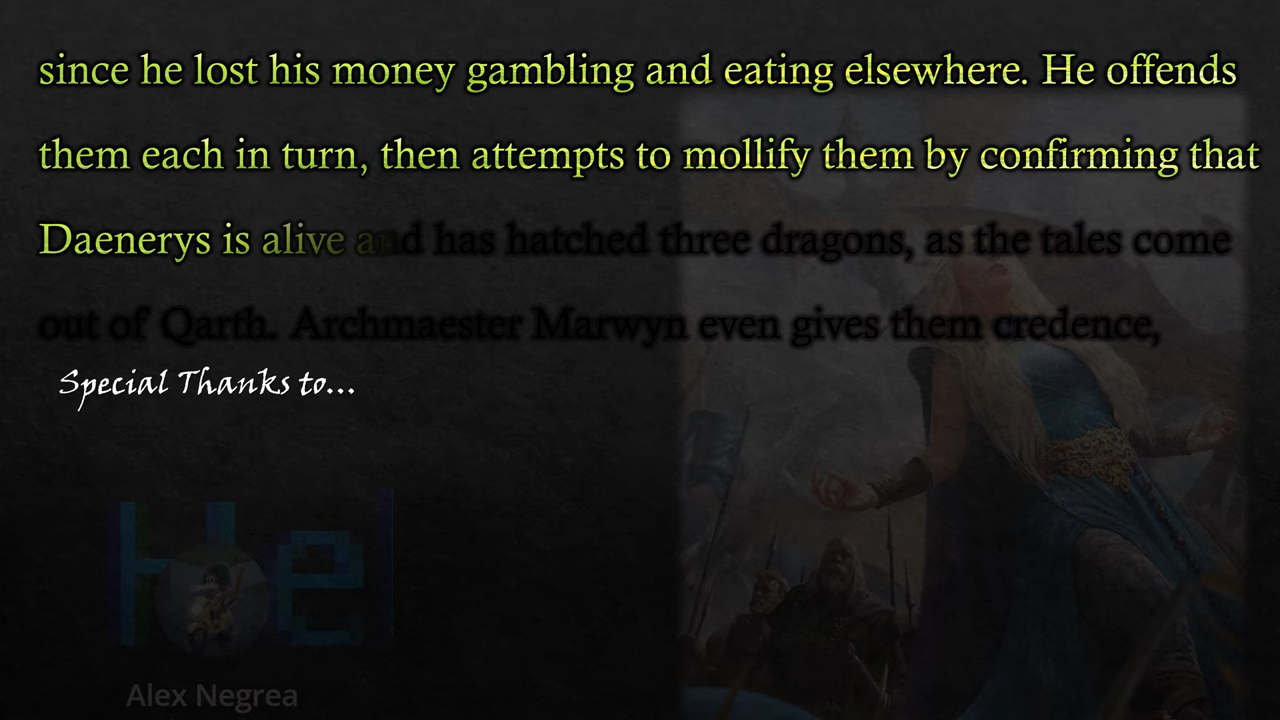 since he lost his money gambling and eating elsewhere. He offends
them each in turn, then attempts to mollify them by confirming that
Daenerys is alive and has hatched three dragons, as the tales come
out of Qarth. Archmaester Marwyn even gives them credence,
Special Thanks to...
Hel
Alex Negrea